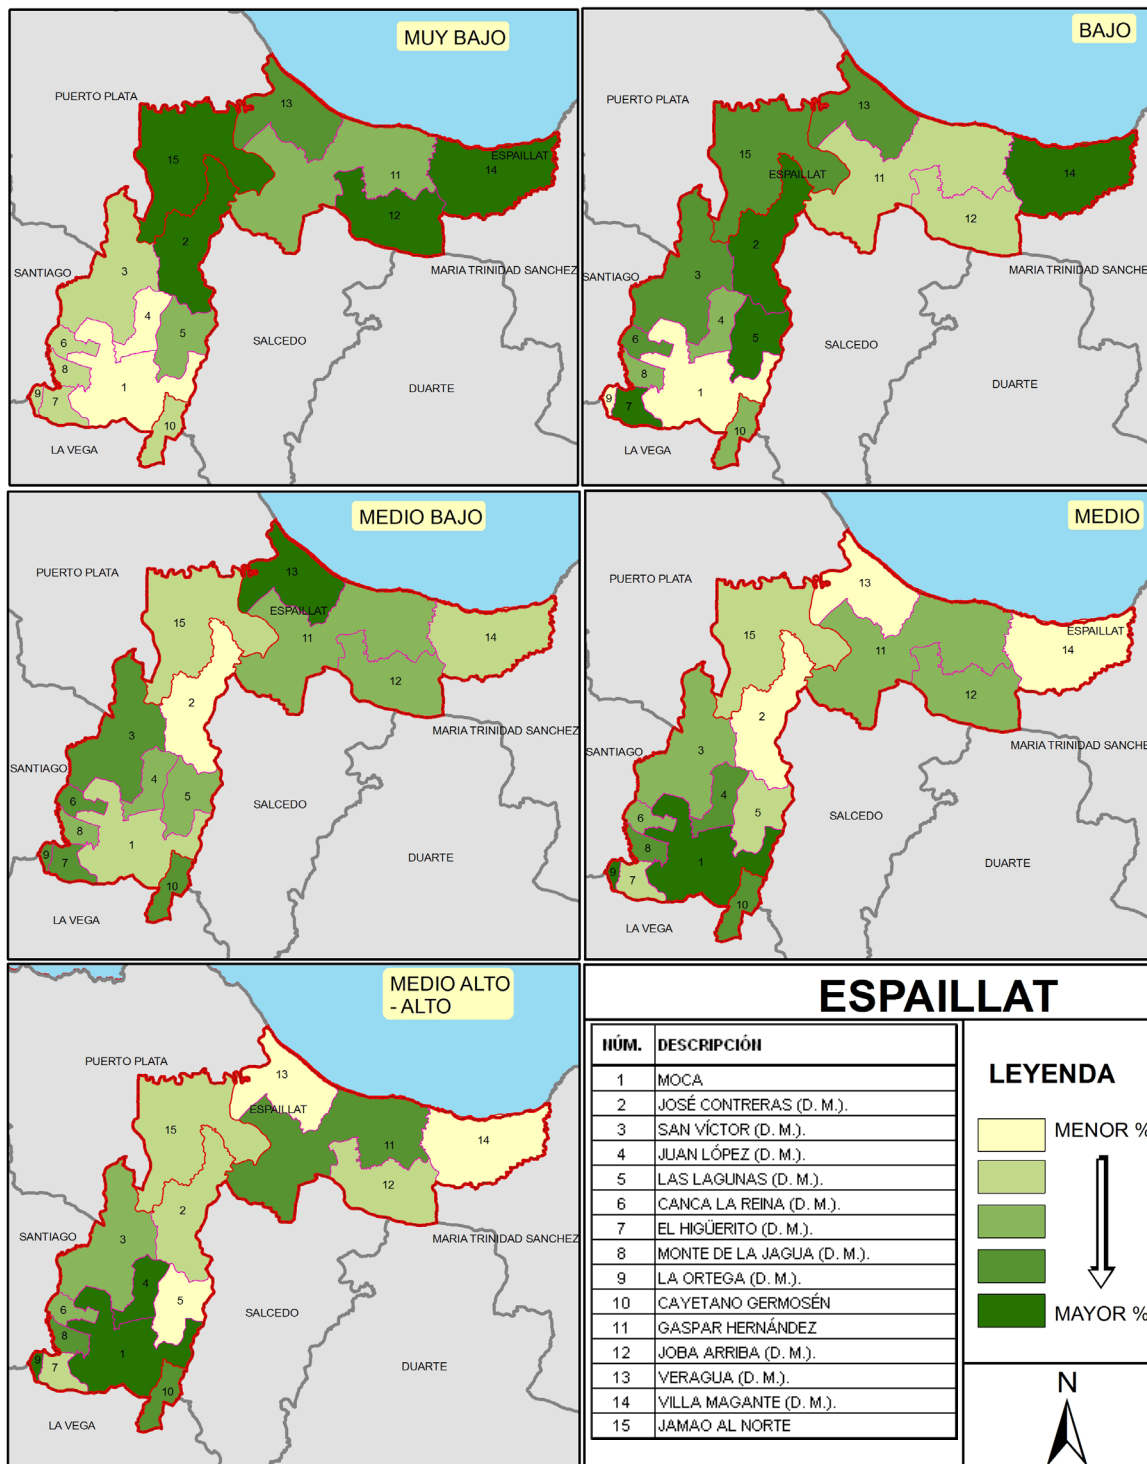 MUY BAJO
PUERTO PLATA
13
ESPAILLAT
15
14
11
12
2
SANTIAGO
3
MARIA TRINIDAD SANCHEZ
4
5
6
SALCEDO
8
1
DUARTE
9
7
10
LA VEGA
BAJO
PUERTO PLATA
13
15
ESPAILLAT
14
11
12
2
SANTIAGO
3
MARIA TRINIDAD SANCHEZ
4
5
6
SALCEDO
8
1
DUARTE
9
7
10
LA VEGA
MEDIO BAJO
PUERTO PLATA
13
ESPAILLAT
15
11
14
12
2
3
MARIA TRINIDAD SANCHEZ
SANTIAGO
4
5
6
SALCEDO
8
1
9
7
DUARTE
10
LA VEGA
MEDIO
PUERTO PLATA
13
ESPAILLAT
15
11
14
12
2
SANTIAGO
3
MARIA TRINIDAD SANCHEZ
4
5
6
SALCEDO
8
1
9
7
DUARTE
10
LA VEGA
MEDIO ALTO
- ALTO
PUERTO PLATA
13
ESPAILLAT
15
11
14
12
2
SANTIAGO
3
MARIA TRINIDAD SANCHEZ
4
5
6
SALCEDO
8
1
9
7
DUARTE
10
LA VEGA
ESPAILLAT
NÚM. DESCRIPCIÓN
1 MOCA
2 JOSÉ CONTRERAS (D. M.).
3 SAN VÍCTOR (D. M.).
4 JUAN LÓPEZ (D. M.).
5 LAS LAGUNAS (D. M.).
6 CANCA LA REINA (D. M.).
7 EL HIGÜERITO (D. M.).
8 MONTE DE LA JAGUA (D. M.).
9 LA ORTEGA (D. M.).
10 CAYETANO GERMOSÉN
11 GASPAR HERNÁNDEZ
12 JOBA ARRIBA (D. M.).
13 VERAGUA (D. M.).
14 VILLA MAGANTE (D. M.).
15 JAMAO AL NORTE
LEYENDA
MENOR %
MAYOR %
N